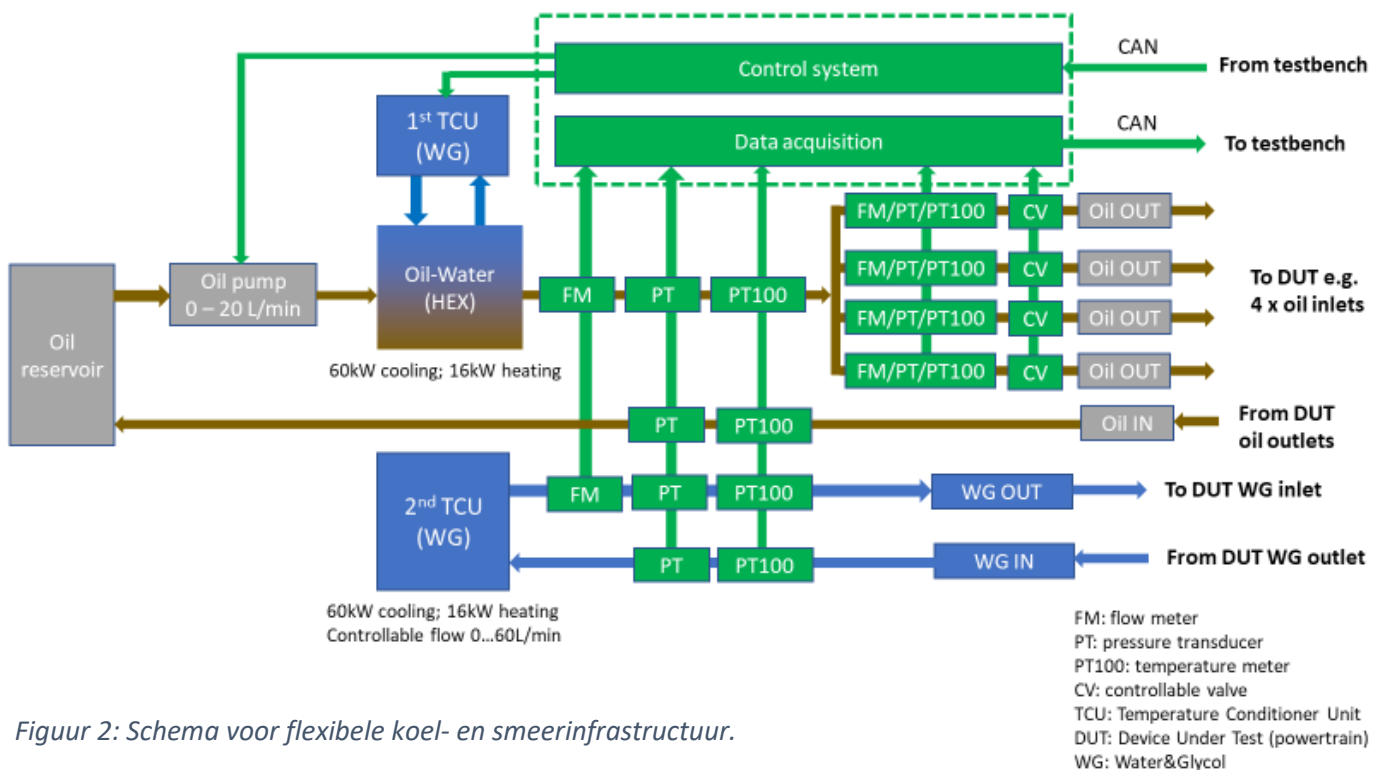 Control system
CAN
From testbench
1st TCU
(WG)
Data acquisition
CAN
To testbench
Oil
reservoir
Oil pump
0 – 20 L/min
Oil-Water
(HEX)
60kW cooling; 16kW heating
FM
PT
PT100
FM/PT/PT100
CV
Oil OUT
FM/PT/PT100
CV
Oil OUT
FM/PT/PT100
CV
Oil OUT
FM/PT/PT100
CV
Oil OUT
To DUT e.g.
4 x oil inlets
PT
PT100
Oil IN
From DUT
oil outlets
2nd TCU
(WG)
FM
PT
PT100
WG OUT
To DUT WG inlet
PT
PT100
WG IN
From DUT WG outlet
60kW cooling; 16kW heating
Controllable flow 0...60L/min
FM: flow meter
PT: pressure transducer
PT100: temperature meter
CV: controllable valve
TCU: Temperature Conditioner Unit
DUT: Device Under Test (powertrain)
WG: Water&Glycol
Figuur 2: Schema voor flexibele koel- en smeerinfrastructuur.